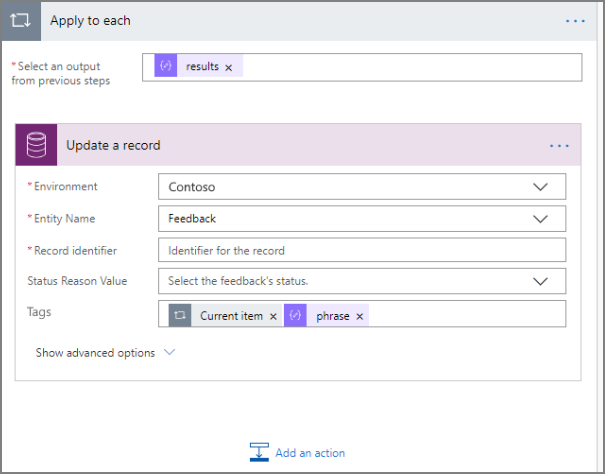 Apply to each
*Select an output
from previous steps
results ×
Update a record
*Environment
Contoso
*Entity Name
Feedback
*Record identifier
Identifier for the record
Status Reason Value
Select the feedback's status.
Tags
Current item × phrase ×
Show advanced options
Add an action